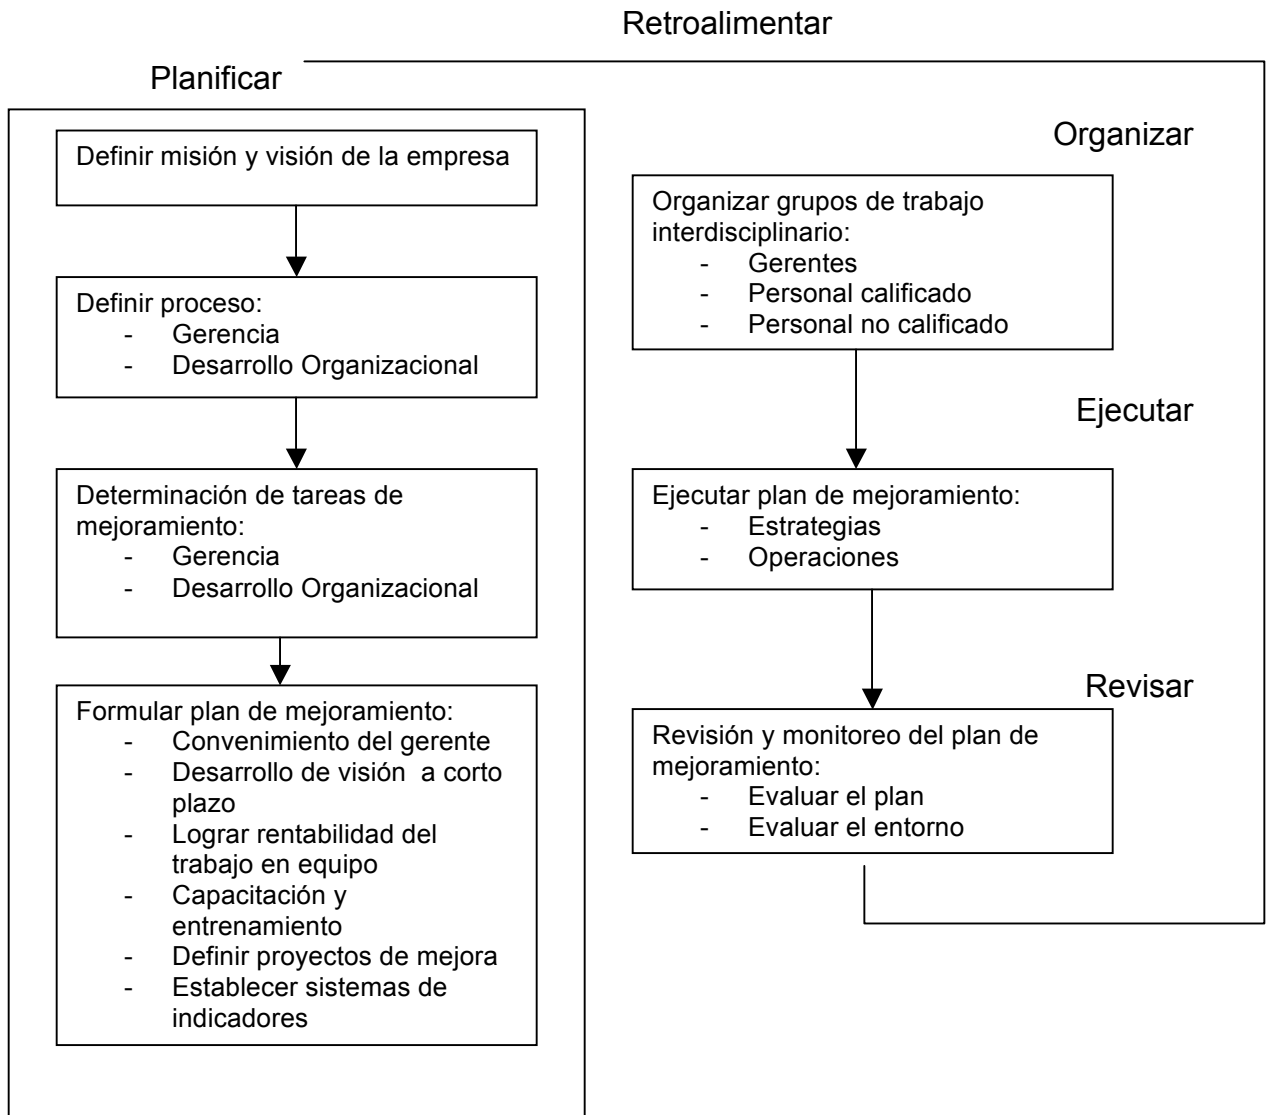 Retroalimentar
Planificar
Definir misión y visión de la empresa
Definir proceso:
- Gerencia
- Desarrollo Organizacional
Determinación de tareas de
mejoramiento:
- Gerencia
- Desarrollo Organizacional
Formular plan de mejoramiento:
- Convenimiento del gerente
- Desarrollo de visión a corto
plazo
- Lograr rentabilidad del
trabajo en equipo
- Capacitación y
entrenamiento
- Definir proyectos de mejora
- Establecer sistemas de
indicadores
Organizar
Organizar grupos de trabajo
interdisciplinario:
- Gerentes
- Personal calificado
- Personal no calificado
Ejecutar
Ejecutar plan de mejoramiento:
- Estrategias
- Operaciones
Revisar
Revisión y monitoreo del plan de
mejoramiento:
- Evaluar el plan
- Evaluar el entorno